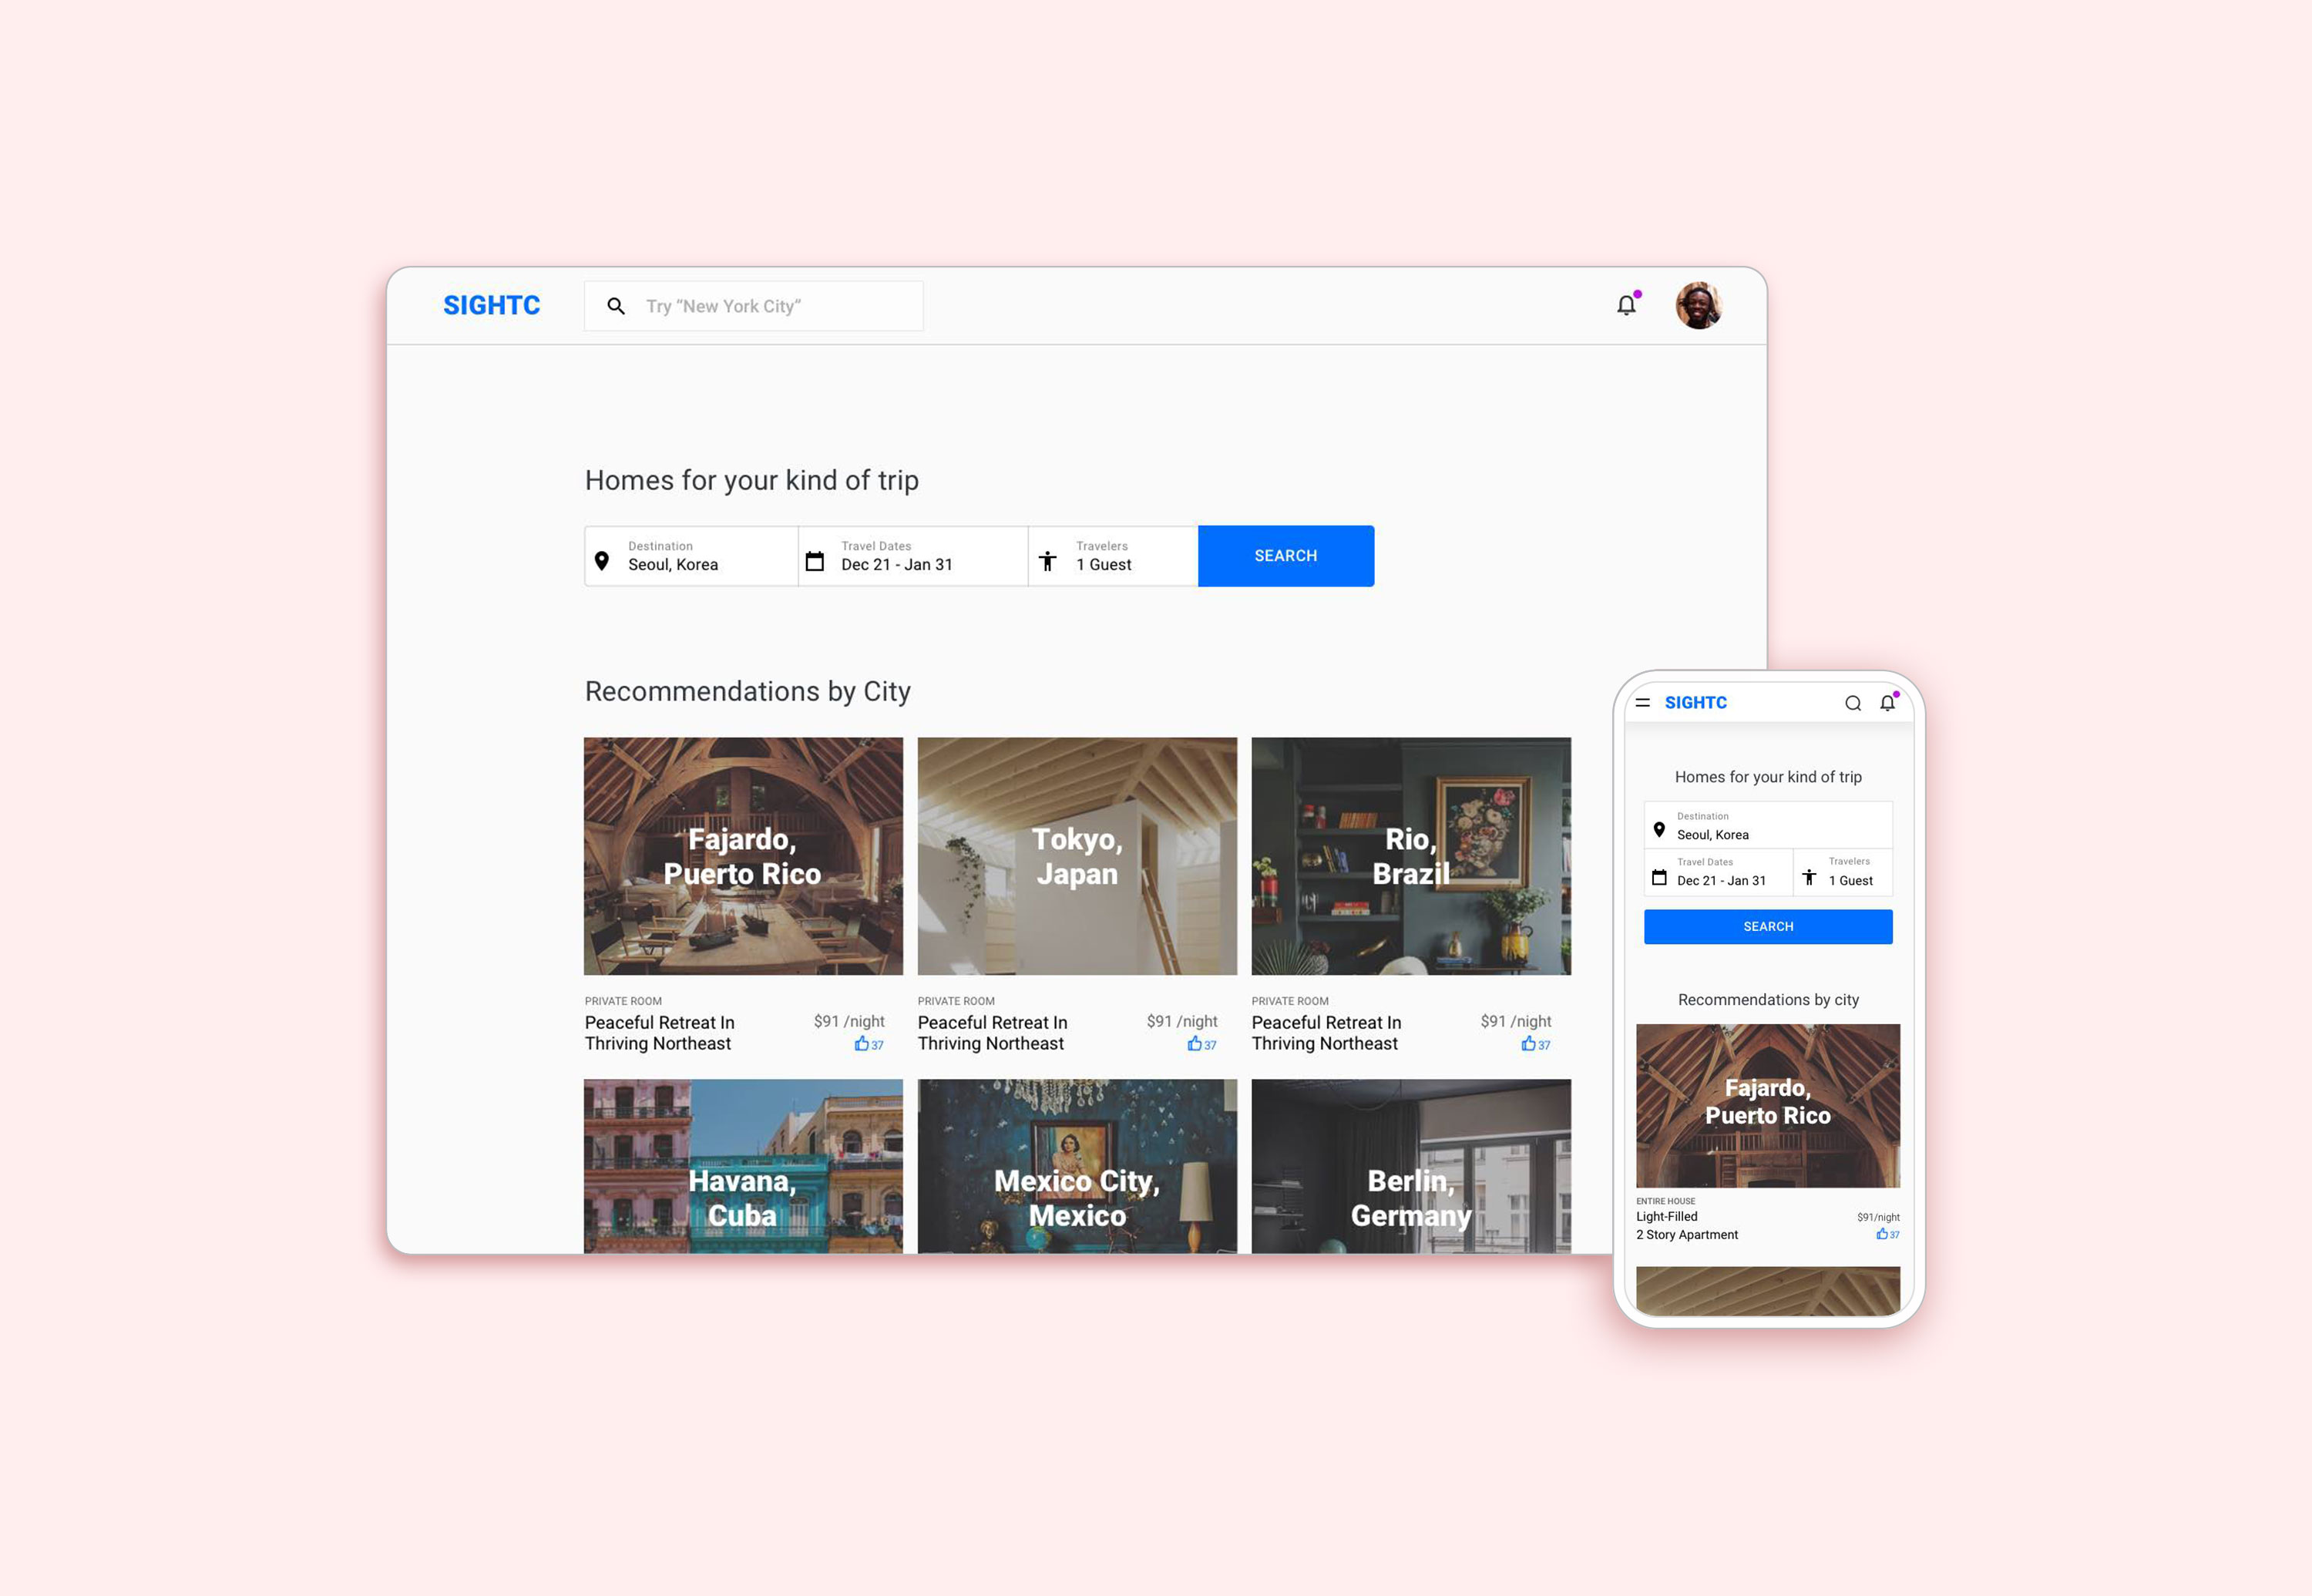 SIGHTC
Try “New York City”
Homes for your kind of trip
Destination
Seoul, Korea
Travel Dates
Dec 21 - Jan 31
Travelers
1 Guest
SEARCH
Recommendations by City
Fajardo,
Puerto Rico
Tokyo,
Japan
Rio,
Brazil
PRIVATE ROOM
Peaceful Retreat In
Thriving Northeast
$91 /night
37
PRIVATE ROOM
Peaceful Retreat In
Thriving Northeast
$91 /night
37
PRIVATE ROOM
Peaceful Retreat In
Thriving Northeast
$91 /night
37
Havana,
Cuba
Mexico City,
Mexico
Berlin,
Germany
SIGHTC
Homes for your kind of trip
Destination
Seoul, Korea
Travel Dates
Dec 21 - Jan 31
Travelers
1 Guest
SEARCH
Recommendations by city
Fajardo,
Puerto Rico
ENTIRE HOUSE
Light-Filled
2 Story Apartment
$91/night
37